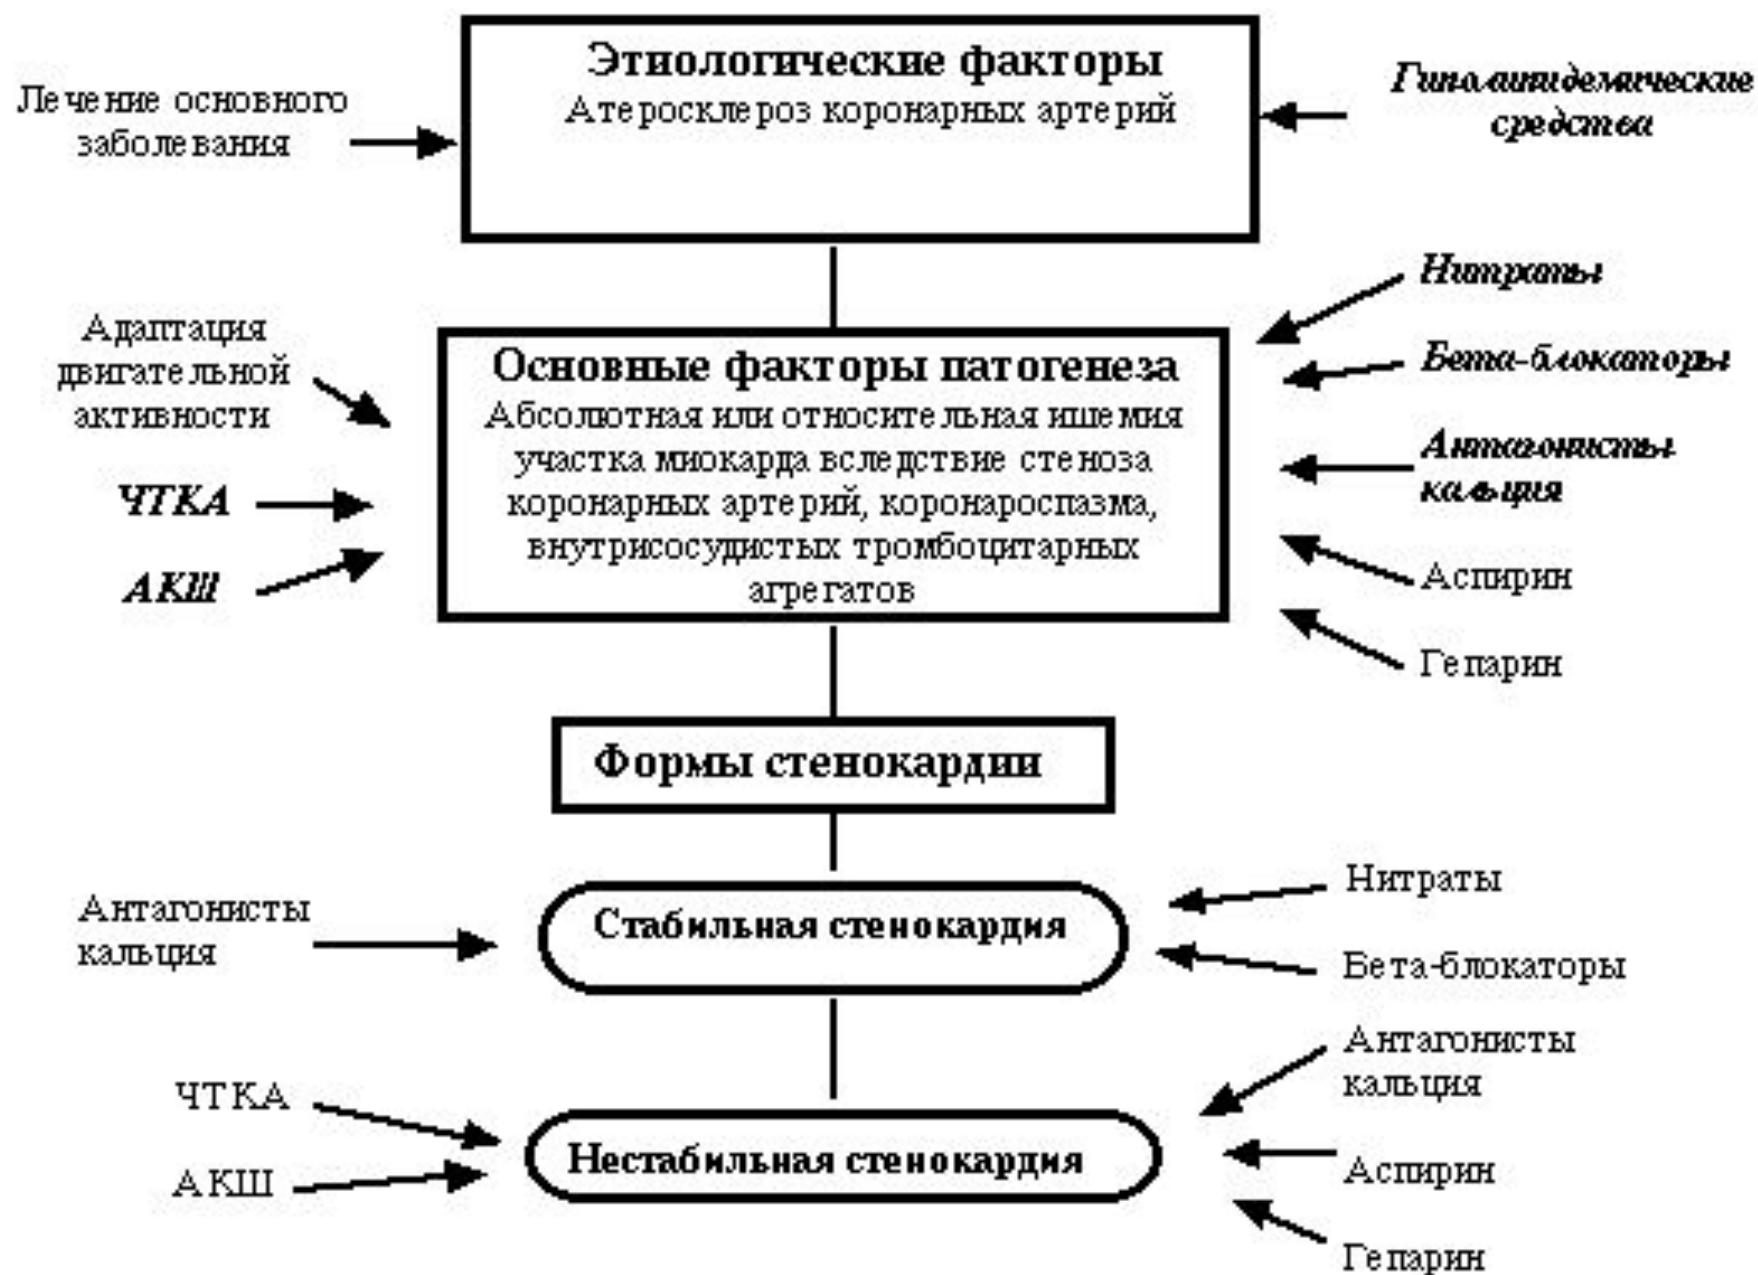 Этиологические факторы
Атеросклероз коронарных артерий
Лечение основного
заболевания
Гиполипидемические
средства
Адаптация
двигательной
активности
ЧТКА
АКШ
Основные факторы патогенеза
Абсолютная или относительная ишемия
участка миокарда вследствие стеноза
коронарных артерий, коронароспазма,
внутрисосудистых тромбоцитарных
агрегатов
Нитраты
Бета-блокаторы
Антагонисты
кальция
Аспирин
Гепарин
Формы стенокардии
Антагонисты
кальция
Стабильная стенокардия
Нитраты
Бета-блокаторы
ЧТКА
АКШ
Нестабильная стенокардия
Антагонисты
кальция
Аспирин
Гепарин